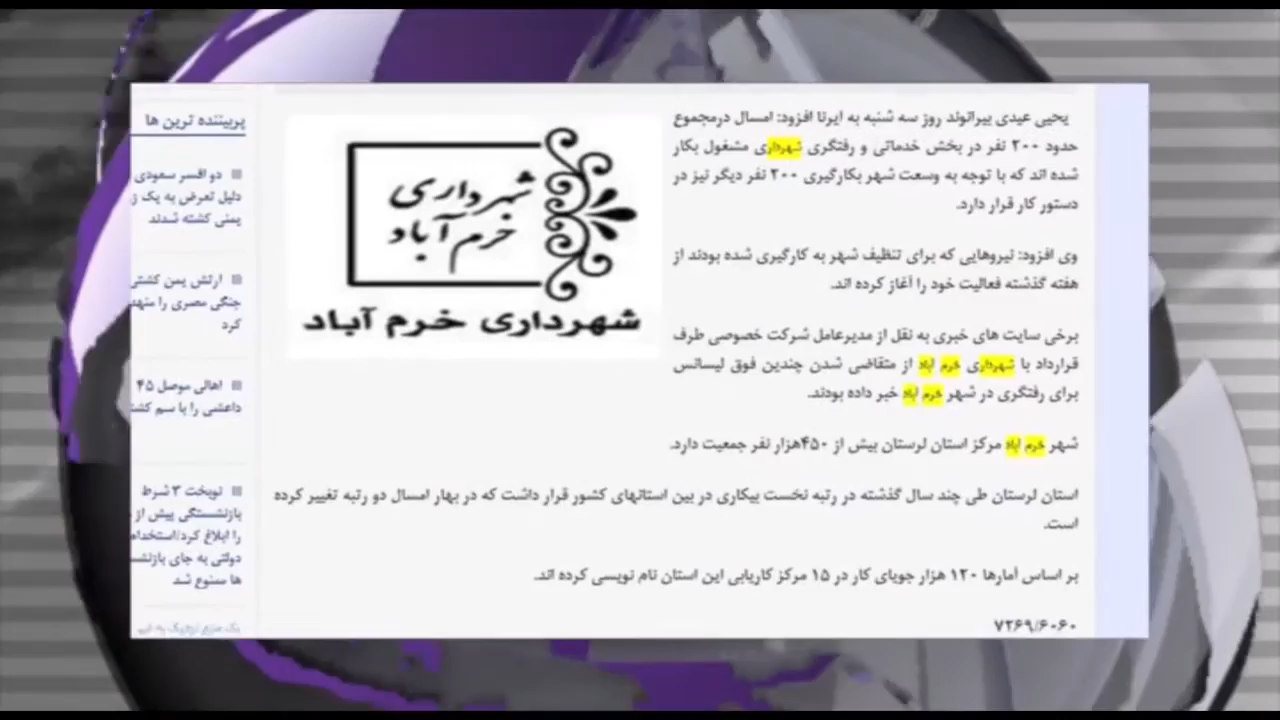 یحیی عیدی بیرانوند روز سه شنبه به ایرنا افزود: امسال درمجموع
حدود ۲۰۰ نفر در بخش خدماتی و رفتگری شهرداری مشغول بکار
شده اند که با توجه به وسعت شهر بکارگیری ۲۰۰ نفر دیگر نیز در
دستور کار قرار دارد.
وی افزود: نیروهایی که برای تنظیف شهر به کارگیری شده بودند از
هفته گذشته فعالیت خود را آغاز کرده اند.
برخی سایت های خبری به نقل از مدیرعامل شرکت خصوصی طرف
قرارداد با شهرداری خرم آباد از متقاضی شدن چندین فوق لیسانس
برای رفتگری در شهر خرم آباد خبر داده بودند.
شهر خرم آباد مرکز استان لرستان بیش از ۴۵۰هزار نفر جمعیت دارد.
استان لرستان طی چند سال گذشته در رتبه نخست بیکاری در بین استانهای کشور قرار داشت که در بهار امسال دو رتبه تغییر کرده
است.
بر اساس آمارها ۱۲۰ هزار جویای کار در ۱۵ مرکز کاریابی این استان نام نویسی کرده اند.
۷۲۶۹/۶۰۶۰
شهرداری
خرم آباد
شهرداری خرم آباد
پربیننده ترین ها
دو افسر سعودی
دلیل تعرض به یک ز
یمنی کشته شدند
ارتش یمن کشتی
جنگی مصری را منهد
کرد
اهالی موصل ۴۵
داعشی را با سم کشت
نوبخت ۳ شرط
بازنشستگی پیش از
را ابلاغ کرد/استخدام
دولتی به جای بازنشس
ها ممنوع شد